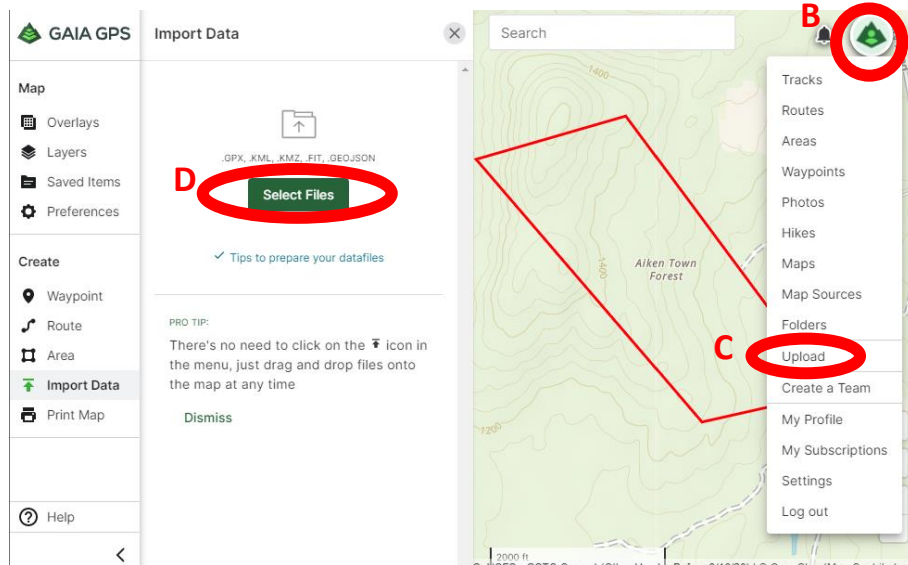 GAIA GPS
Map
Overlays
Layers
Saved Items
Preferences
Create
Waypoint
Route
Area
Import Data
Print Map
Help
Import Data
.GPX, .KML, .KMZ, .FIT, .GEOJSON
D
Select Files
Tips to prepare your datafiles
PRO TIP:
There's no need to click on the icon in
the menu, just drag and drop files onto
the map at any time
Dismiss
Search
B
1400
Aiken Town
Forest
1400
1200
2000 ft
Tracks
Routes
Areas
Waypoints
Photos
Hikes
Maps
Map Sources
Folders
C
Upload
Create a Team
My Profile
My Subscriptions
Settings
Log out